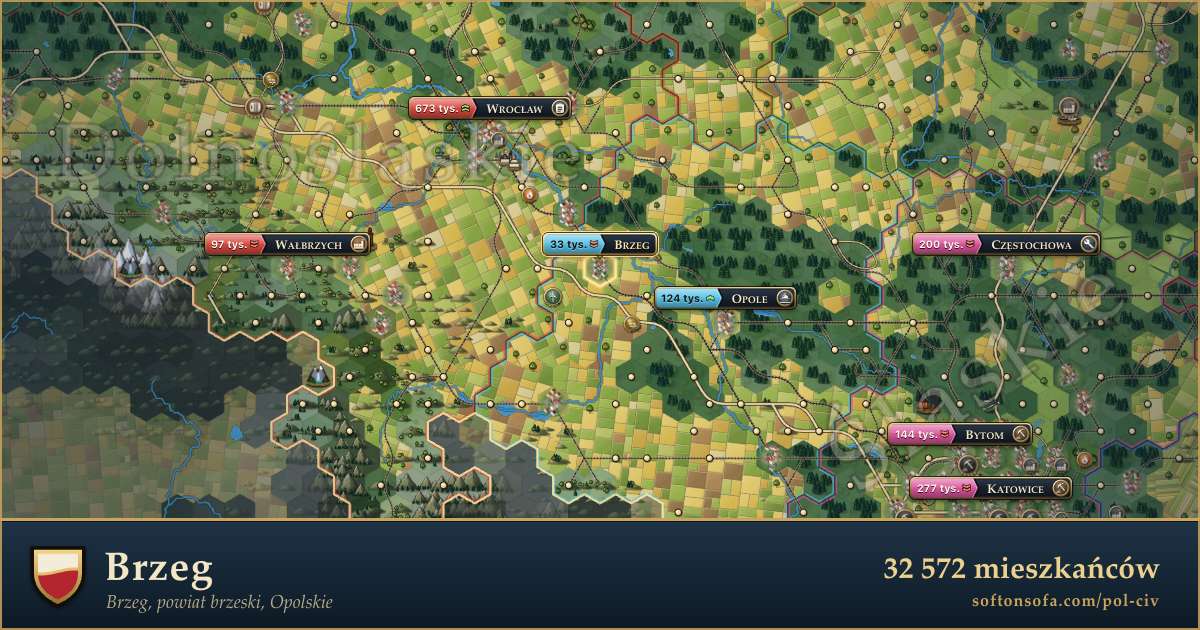 673 tys. Wrocław
Dolnośląskie
97 tys. Wałbrzych
33 tys. Brzeg
200 tys. Częstochowa
124 tys. Opole
Śląskie
144 tys. Bytom
277 tys. Katowice
Brzeg
32 572 mieszkańców
Brzeg, powiat brzeski, Opolskie
softonsofa.com/pol-civ